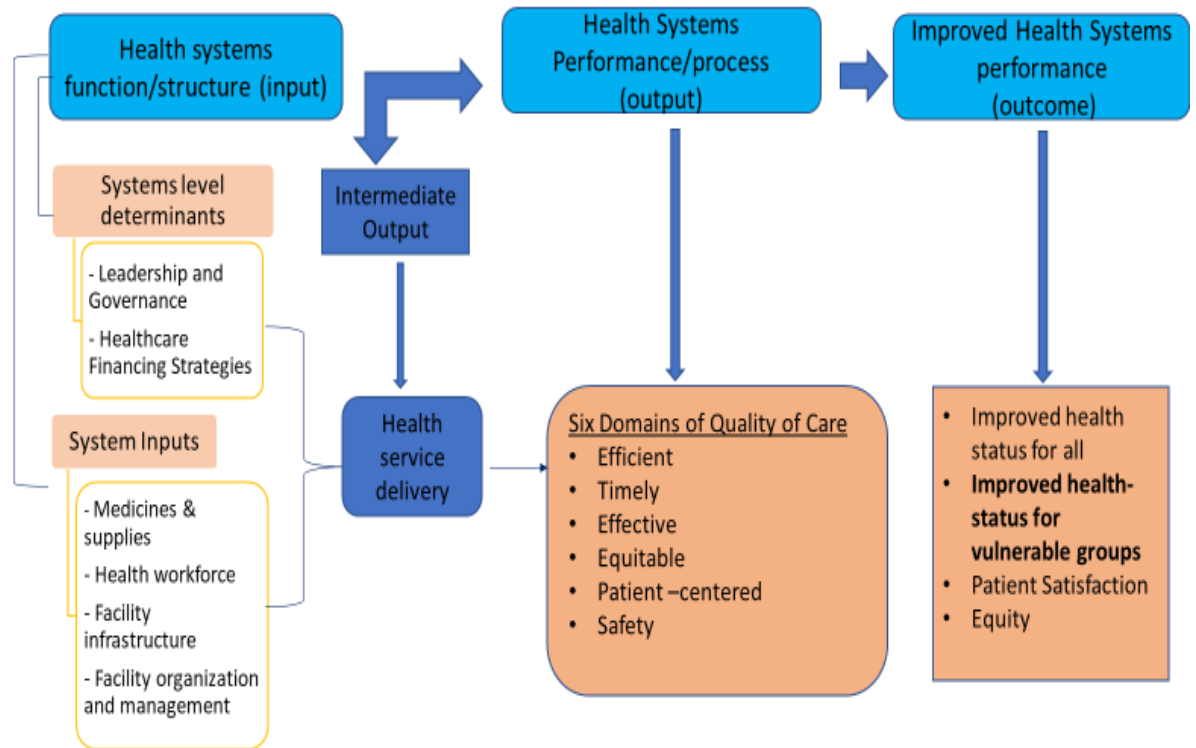 Health systems
function/structure (input)
Health Systems
Performance/process
(output)
Improved Health Systems
performance
(outcome)
Systems level
determinants
- Leadership and
Governance
- Healthcare
Financing Strategies
System Inputs
- Medicines &
supplies
- Health workforce
- Facility
infrastructure
- Facility organization
and management
Intermediate
Output
Health
service
delivery
Six Domains of Quality of Care
• Efficient
• Timely
• Effective
• Equitable
• Patient –centered
• Safety
• Improved health
status for all
• Improved health-
status for
vulnerable groups
• Patient Satisfaction
• Equity